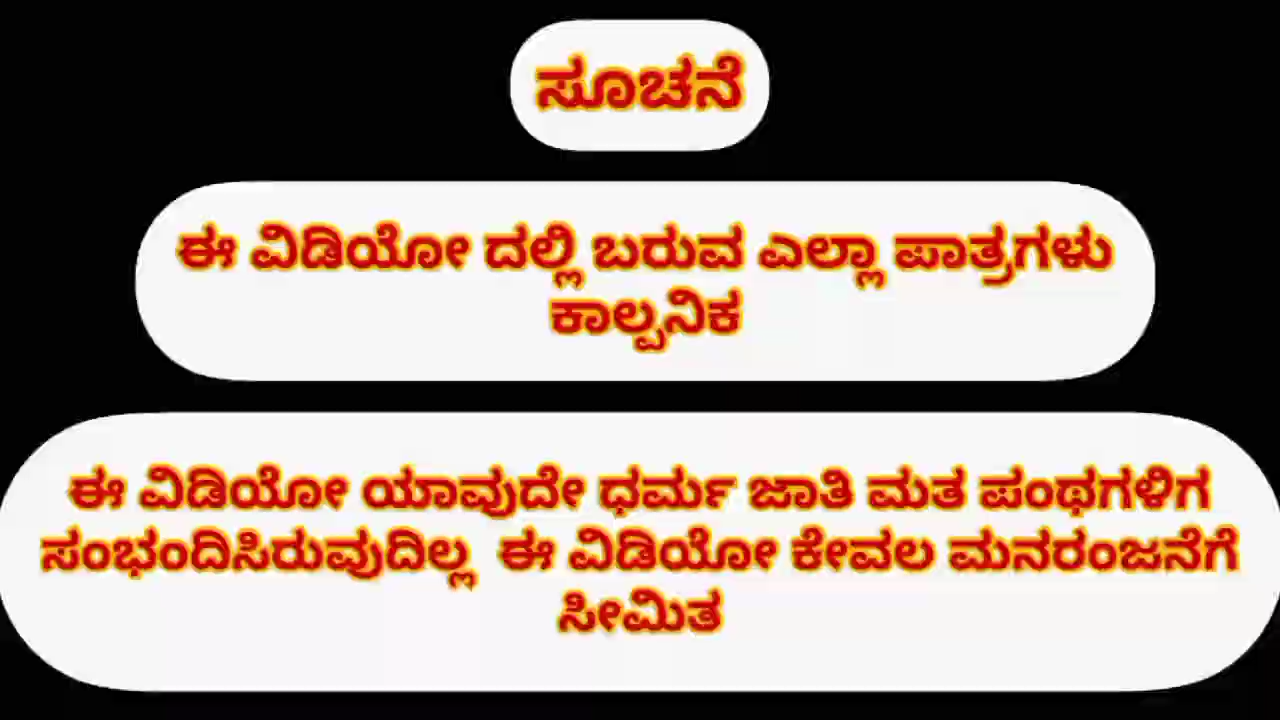 ಸೂಚನೆ
ಈ ವಿಡಿಯೋ ದಲ್ಲಿ ಬರುವ ಎಲ್ಲಾ ಪಾತ್ರಗಳು
ಕಾಲ್ಪನಿಕ
ಈ ವಿಡಿಯೋ ಯಾವುದೇ ಧರ್ಮ ಜಾತಿ ಮತ ಪಂಥಗಳಿಗ
ಸಂಭಂದಿಸಿರುವುದಿಲ್ಲ ಈ ವಿಡಿಯೋ ಕೇವಲ ಮನರಂಜನೆಗೆ
ಸೀಮಿತ